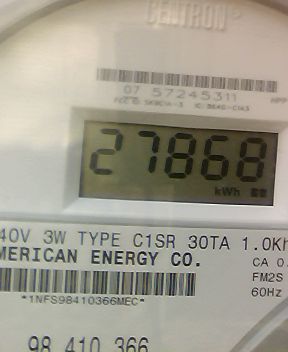 CENTRON®
07 57245311
27868
kWh
40V 3W TYPE C1SR 30TA 1.0Kh
MERICAN ENERGY CO.
CA 0.
FM2S
60Hz
*1NFS98410366MEC*
98 410 366